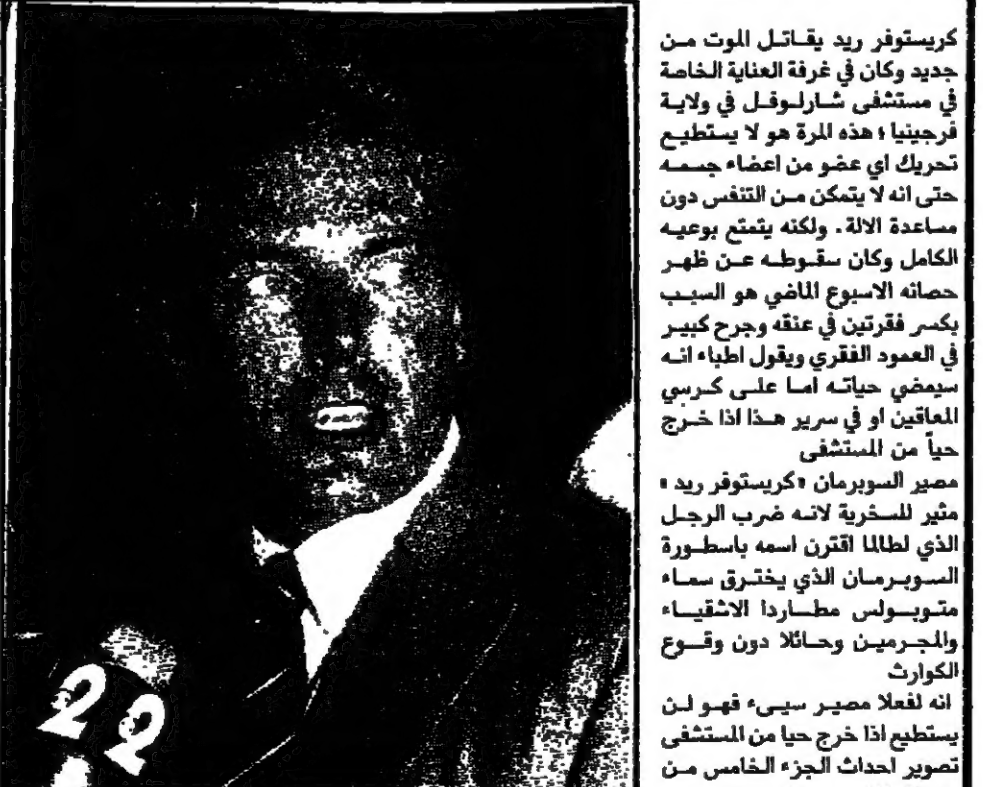 كريستوفر ريد يقاتل الموت من
جديد وكان في غرفة العناية الخاصة
في مستشفى شارلوفل في ولاية
فرجينيا ؛ هذه المرة هو لا يستطيع
تحريك اي عضو من اعضاء جسمه
حتى انه لا يتمكن من التنفس دون
مساعدة الالة . ولكنه يتمتع بوعيه
الكامل وكان سقوطه عن ظهر
حصانه الاسبوع الماضي هو السبب
بكسر فقرتين في عنقه وجرح كبير
في العمود الفقري ويقول اطباء انه
سيمضي حياته اما على كرسي
المعاقين او في سرير هذا اذا خرج
حياً من المستشفى
مصير السوبرمان «كريستوفر ريد»
مثير للسخرية لانه ضرب الرجل
الذي لطالما اقترن اسمه باسطورة
السوبرمان الذي يخترق سماء
متوبولس مطاردا الاشقياء
والمجرمين وحائلا دون وقوع
الكوارث
انه لفعلا مصير سيىء فهو لن
يستطيع اذا خرج حيا من المستشفى
تصوير احداث الجزء الخامس من
22